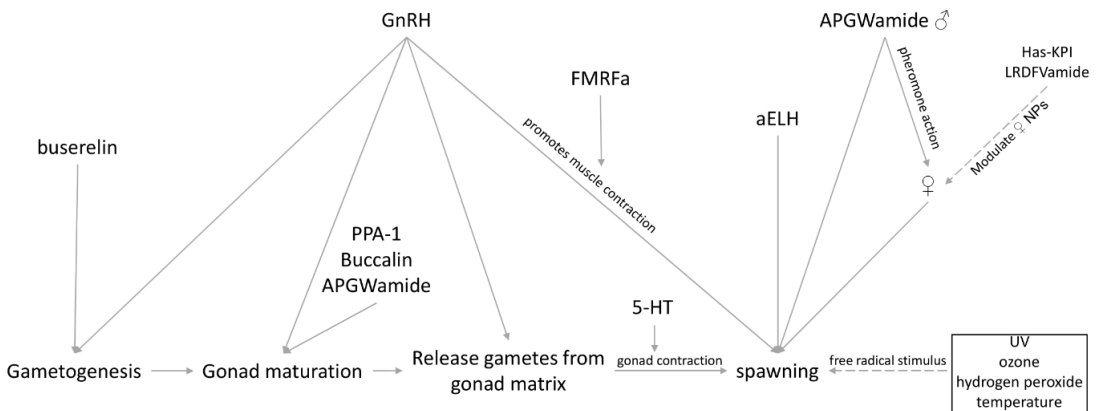 GnRH
APGWamide ♂
Has-KPI
LRDFVamide
FMRFa
pheromone action
aELH
promotes muscle contraction
Modulate ♀ NPs
buserelin
♀
PPA-1
Buccalin
APGWamide
5-HT
Gametogenesis
Gonad maturation
Release gametes from
gonad matrix
gonad contraction
spawning
free radical stimulus
UV
ozone
hydrogen peroxide
temperature